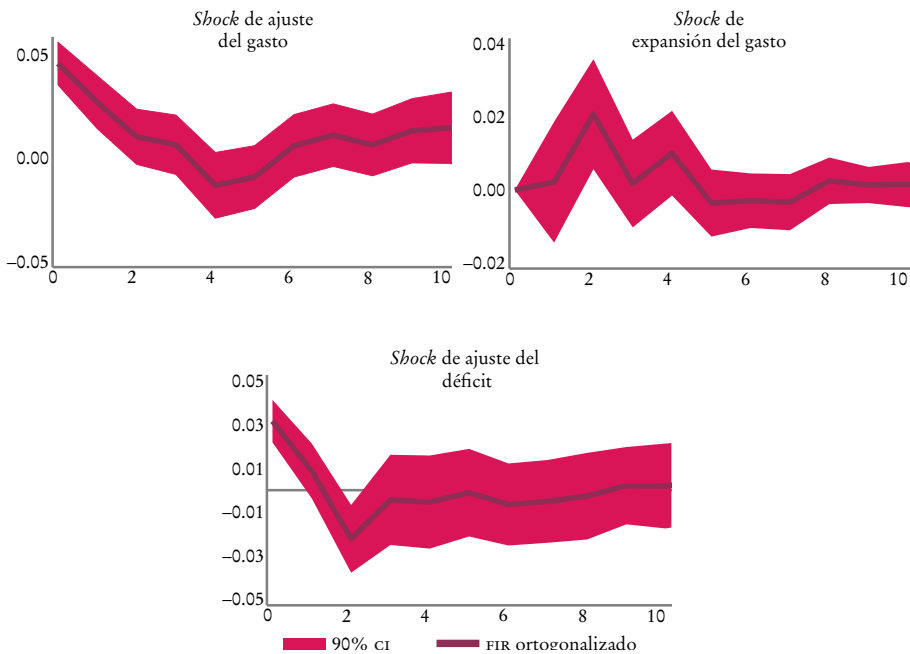 Shock de ajuste
del gasto
0.05
0.00
−0.05
0 2 4 6 8 10
Shock de
expansión del gasto
0.04
0.02
0.00
−0.02
0 2 4 6 8 10
Shock de ajuste del
déficit
0.05
0.03
0.01
−0.01
−0.03
−0.05
0 2 4 6 8 10
90% CI FIR ortogonalizado